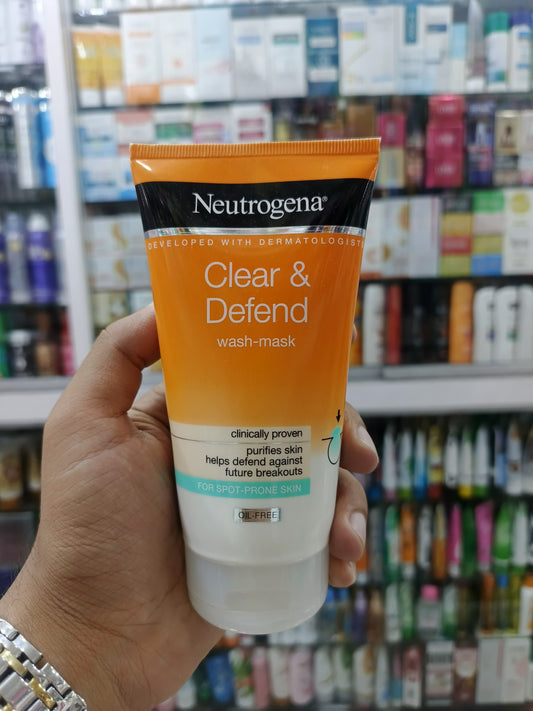 Neutrogena®
DEVELOPED WITH DERMATOLOGIST
Clear &
Defend
wash-mask
clinically proven
purifies skin
helps defend against
future breakouts
FOR SPOT-PRONE SKIN
OIL-FREE